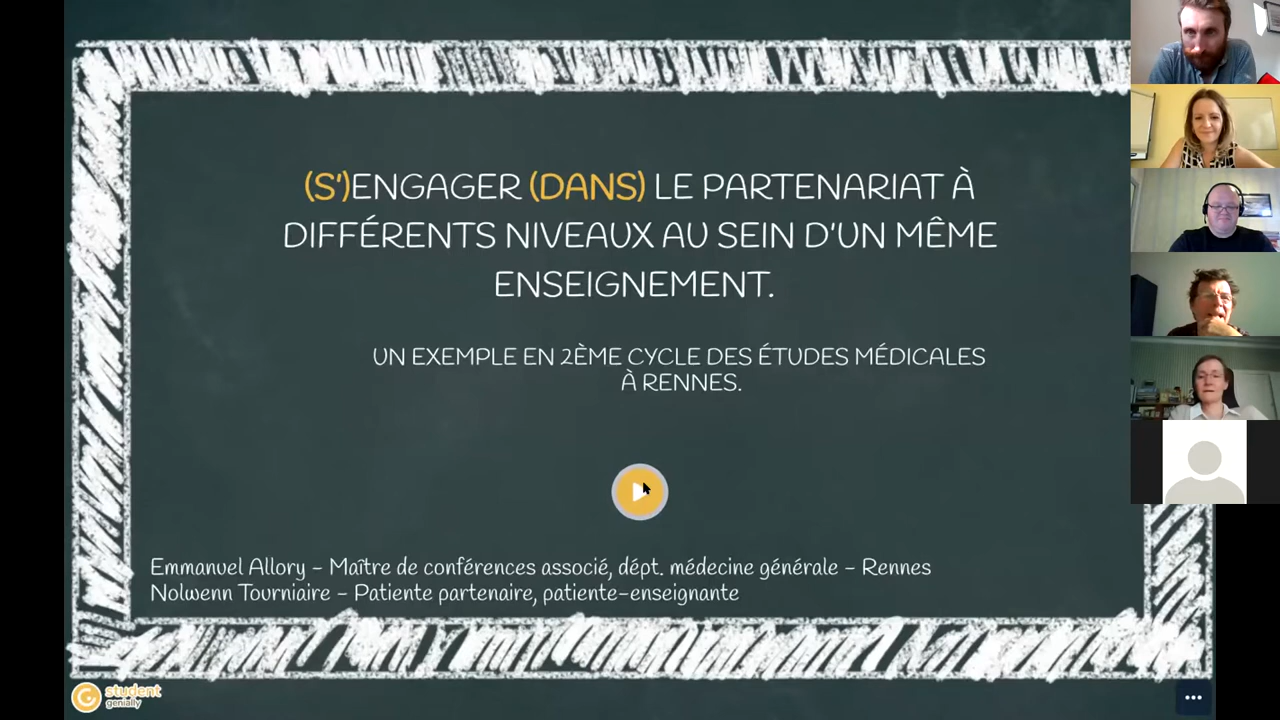 (S')ENGAGER (DANS) LE PARTENARIAT À
DIFFÉRENTS NIVEAUX AU SEIN D'UN MÊME
ENSEIGNEMENT.
UN EXEMPLE EN 2ÈME CYCLE DES ÉTUDES MÉDICALES
À RENNES.
Emmanuel Allory - Maître de conférences associé, dépt. médecine générale - Rennes
Nolwenn Tourniaire - Patiente partenaire, patiente-enseignante
student
genially